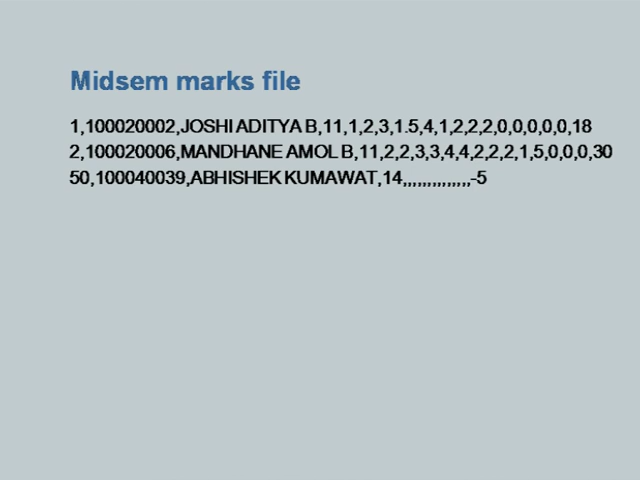 Midsem marks file
1,100020002,JOSHI ADITYA B,11,1,2,3,1.5,4,1,2,2,2,0,0,0,0,0,18
2,100020006,MANDHANE AMOL B,11,2,2,3,3,4,4,2,2,2,1,5,0,0,0,30
50,100040039,ABHISHEK KUMAWAT,14,,,,,,,,,,,,,,,-5